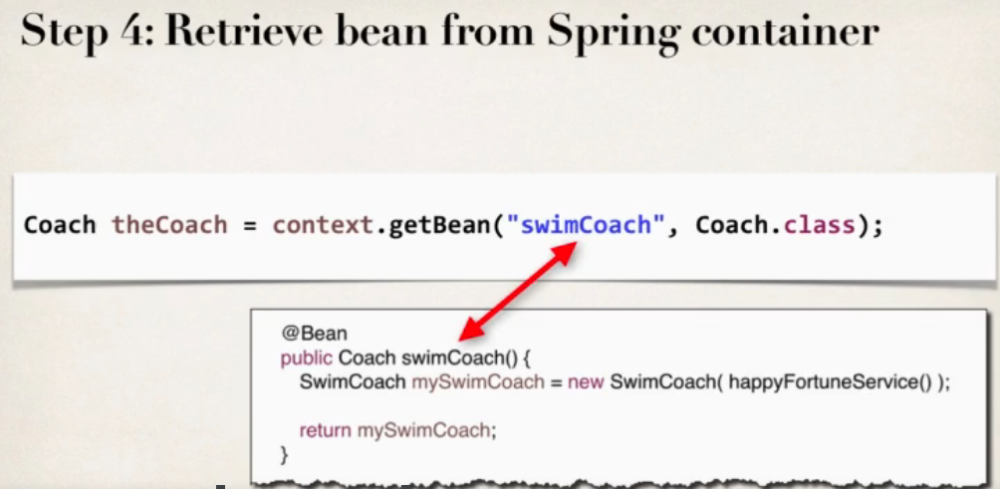 Step 4: Retrieve bean from Spring container
Coach theCoach = context.getBean("swimCoach", Coach.class);
@Bean
public Coach swimCoach() {
SwimCoach mySwimCoach = new SwimCoach( happyFortuneService() );
return mySwimCoach;
}